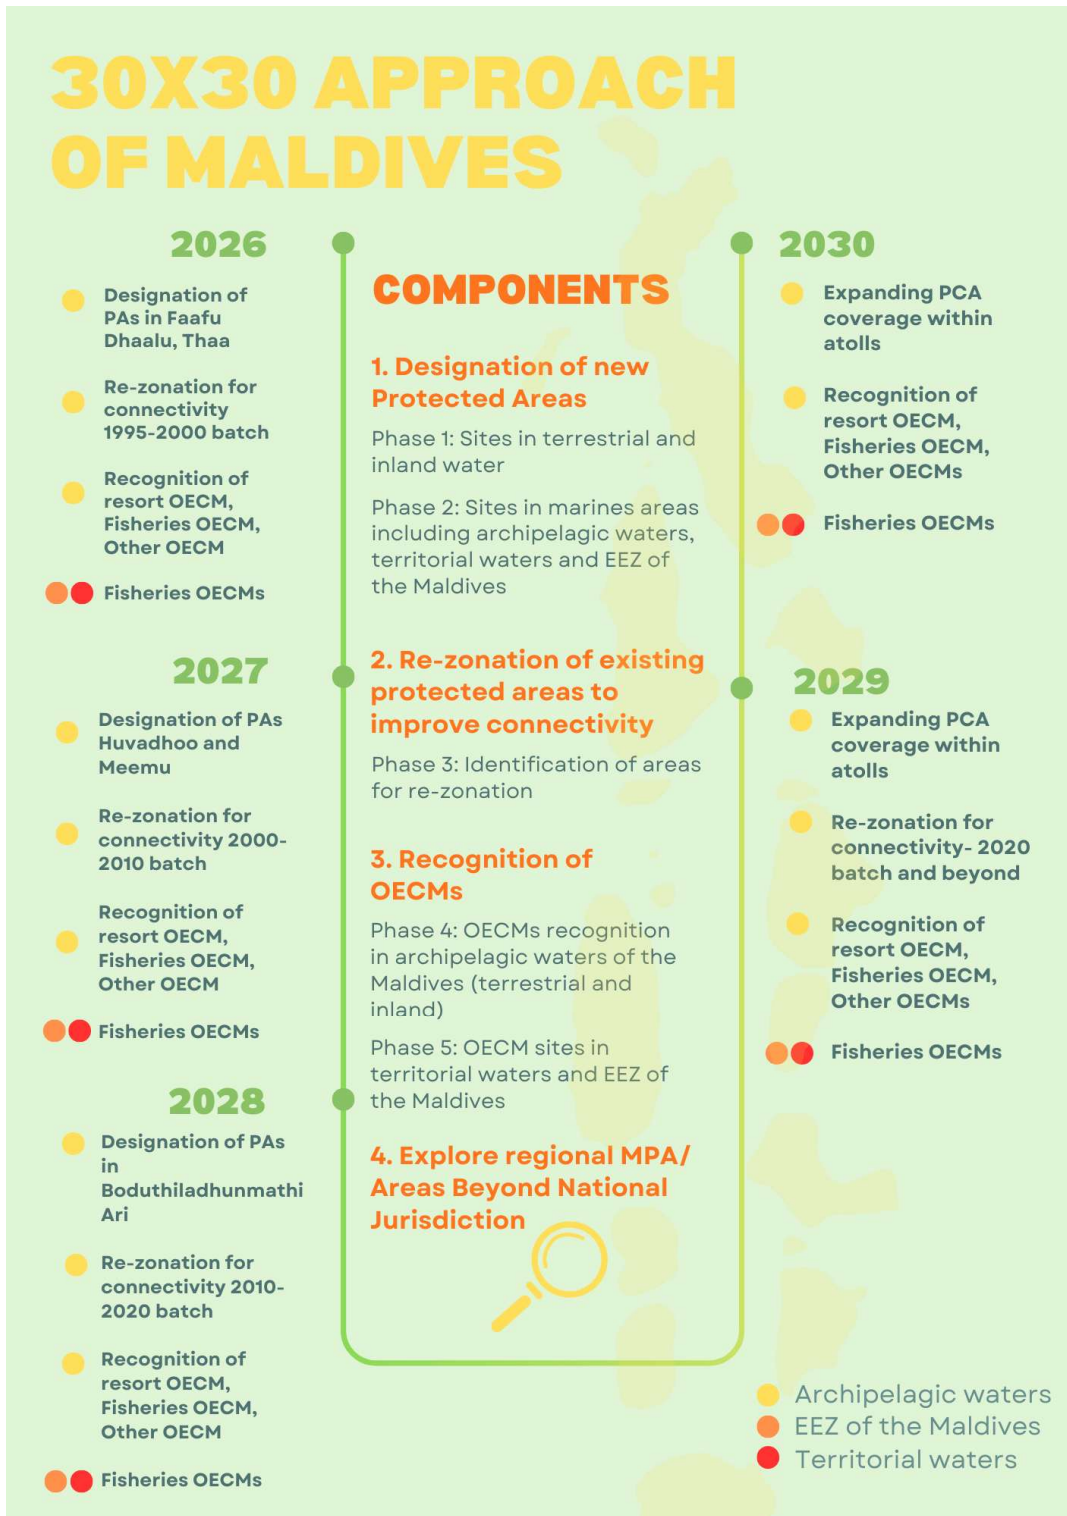 30X30 APPROACH
OF MALDIVES
2026
Designation of
PAs in Faafu
Dhaalu, Thaa
Re-zonation for
connectivity
1995-2000 batch
Recognition of
resort OECM,
Fisheries OECM,
Other OECM
Fisheries OECMs
2027
Designation of PAs
Huvadhoo and
Meemu
Re-zonation for
connectivity 2000-
2010 batch
Recognition of
resort OECM,
Fisheries OECM,
Other OECM
Fisheries OECMs
2028
Designation of PAs
in
Boduthiladhunmathi
Ari
Re-zonation for
connectivity 2010-
2020 batch
Recognition of
resort OECM,
Fisheries OECM,
Other OECM
Fisheries OECMs
COMPONENTS
1. Designation of new
Protected Areas
Phase 1: Sites in terrestrial and
inland water
Phase 2: Sites in marines areas
including archipelagic waters,
territorial waters and EEZ of
the Maldives
2. Re-zonation of existing
protected areas to
improve connectivity
Phase 3: Identification of areas
for re-zonation
3. Recognition of
OECMs
Phase 4: OECMs recognition
in archipelagic waters of the
Maldives (terrestrial and
inland)
Phase 5: OECM sites in
territorial waters and EEZ of
the Maldives
4. Explore regional MPA/
Areas Beyond National
Jurisdiction
2030
Expanding PCA
coverage within
atolls
Recognition of
resort OECM,
Fisheries OECM,
Other OECMs
Fisheries OECMs
2029
Expanding PCA
coverage within
atolls
Re-zonation for
connectivity- 2020
batch and beyond
Recognition of
resort OECM,
Fisheries OECM,
Other OECMs
Fisheries OECMs
Archipelagic waters
EEZ of the Maldives
Territorial waters